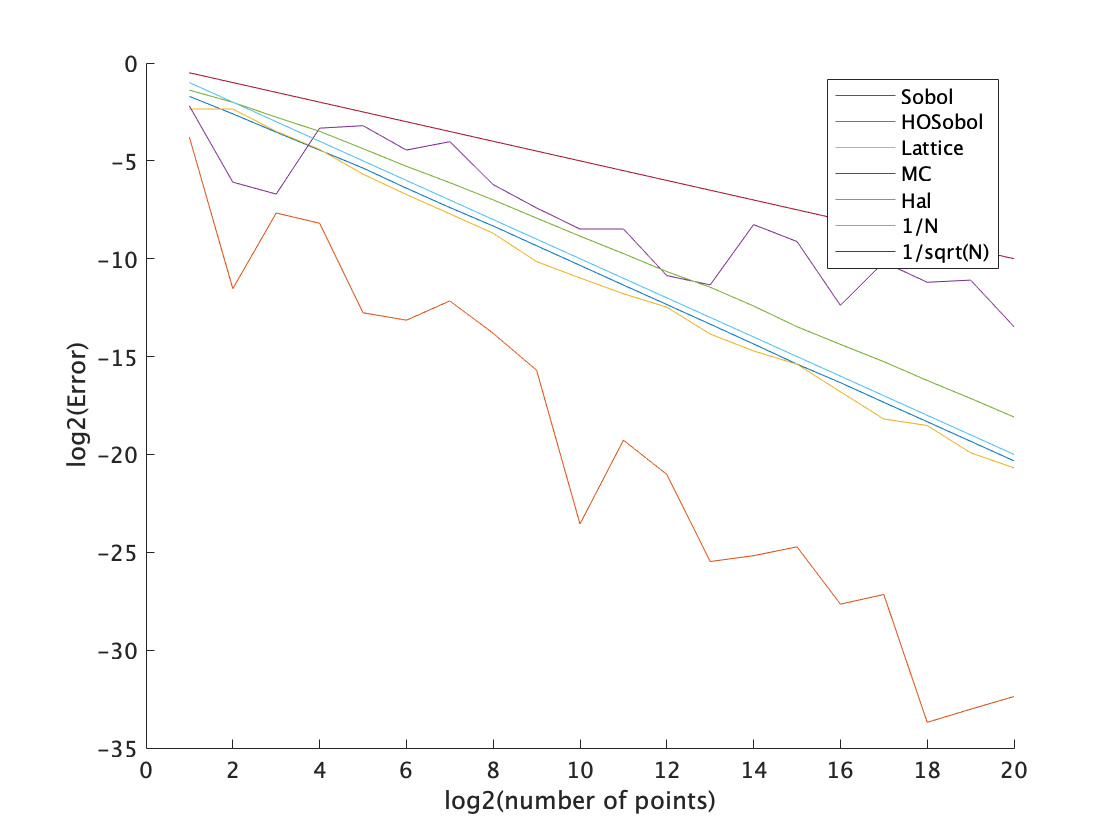 0
-5
-10
-15
-20
-25
-30
-35
0 2 4 6 8 10 12 14 16 18 20
log2(Error)
log2(number of points)
Sobol
HOSobol
Lattice
MC
Hal
1/N
1/sqrt(N)